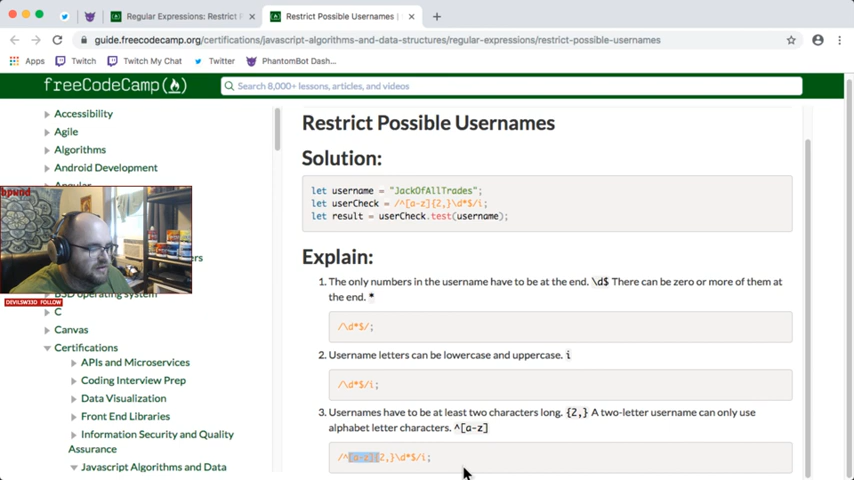 Regular Expressions: Restrict P
Restrict Possible Usernames |
guide.freecodecamp.org/certifications/javascript-algorithms-and-data-structures/regular-expressions/restrict-possible-usernames
Apps
Twitch
Twitch My Chat
Twitter
PhantomBot Dash...
freeCodeCamp
Search 8,000+ lessons, articles, and videos
Accessibility
Agile
Algorithms
Android Development
Angular
BSD operating system
C
Canvas
Certifications
APIs and Microservices
Coding Interview Prep
Data Visualization
Front End Libraries
Information Security and Quality
Assurance
Javascript Algorithms and Data
DEVILSW33D FOLLOW
Restrict Possible Usernames
Solution:
let username = "JackOfAllTrades";
let userCheck = /^[a-z]{2,}\d*$/i;
let result = userCheck.test(username);
Explain:
1. The only numbers in the username have to be at the end. \d$ There can be zero or more of them at
the end. *
/\d*$/;
2. Username letters can be lowercase and uppercase. i
/\d*$/i;
3. Usernames have to be at least two characters long. {2,} A two-letter username can only use
alphabet letter characters. ^[a-z]
/^[a-z]{2,}\d*$/i;